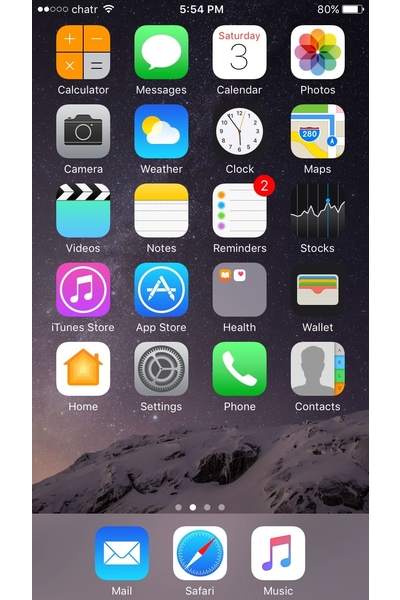 chatr 5:54 PM 80%
Saturday
3
2
280
Calculator Messages Calendar Photos
Camera Weather Clock Maps
Videos Notes Reminders Stocks
iTunes Store App Store Health Wallet
Home Settings Phone Contacts
Mail Safari Music